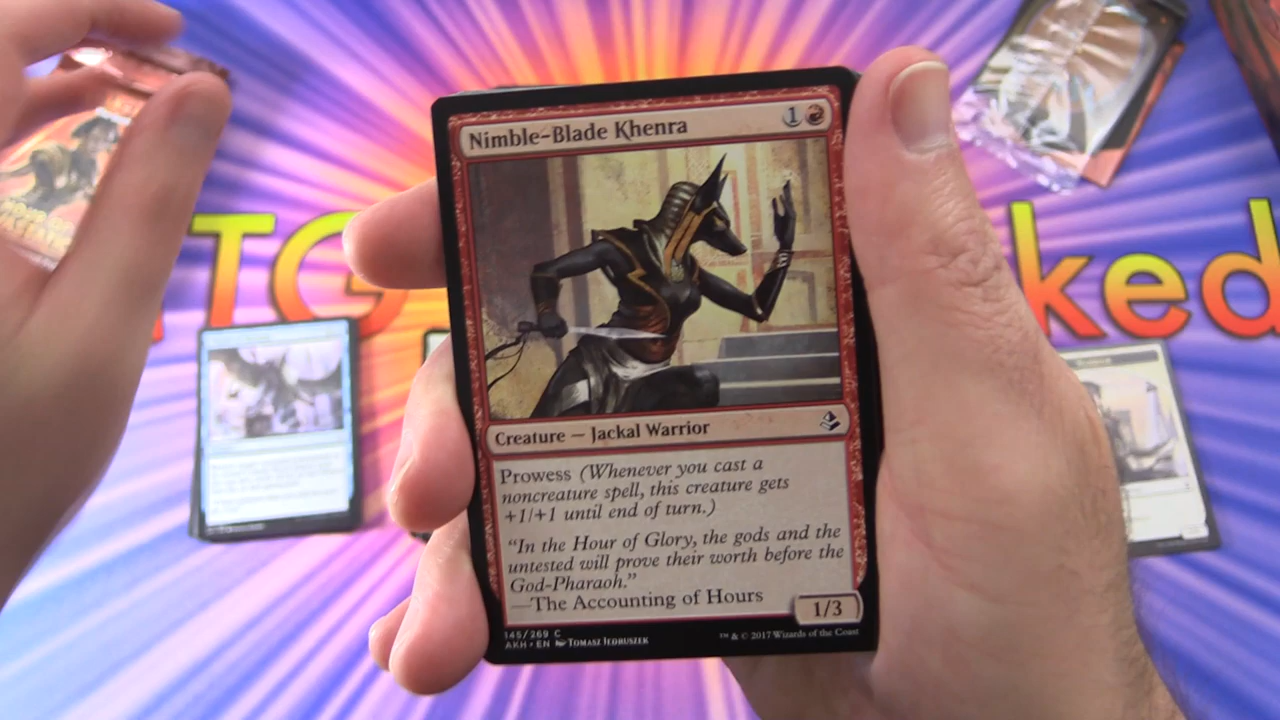 Nimble-Blade Khenra 1
Creature — Jackal Warrior
Prowess (Whenever you cast a
noncreature spell, this creature gets
+1/+1 until end of turn.)
“In the Hour of Glory, the gods and the
untested will prove their worth before the
God-Pharaoh.”
—The Accounting of Hours
1/3
145/269 C
AKH • EN Tomasz Jedruszek
™ & © 2017 Wizards of the Coast
TG
ked